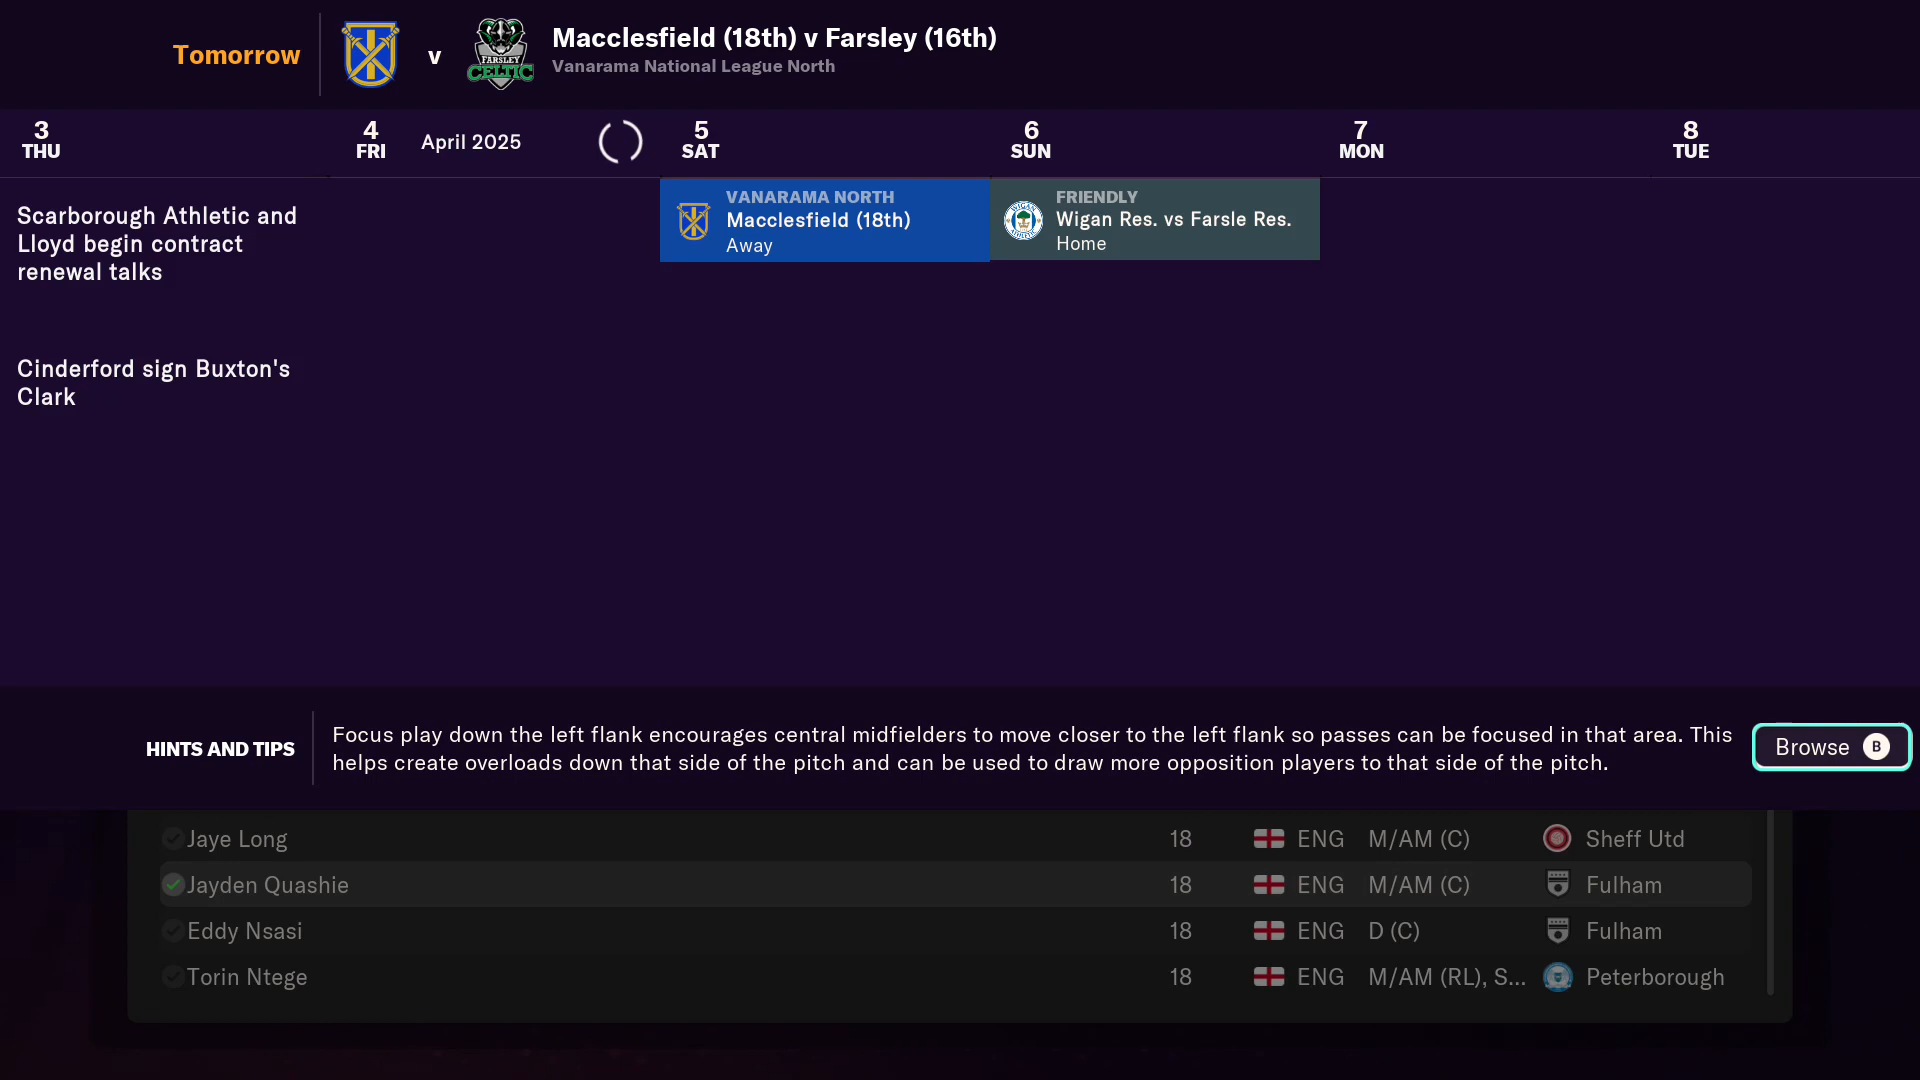 Tomorrow
v
FARSLEY
CELTIC
Macclesfield (18th) v Farsley (16th)
Vanarama National League North
3
THU
4
FRI
April 2025
5
SAT
6
SUN
7
MON
8
TUE
Scarborough Athletic and
Lloyd begin contract
renewal talks
Cinderford sign Buxton's
Clark
VANARAMA NORTH
Macclesfield (18th)
Away
FRIENDLY
Wigan Res. vs Farsle Res.
Home
HINTS AND TIPS
Focus play down the left flank encourages central midfielders to move closer to the left flank so passes can be focused in that area. This
helps create overloads down that side of the pitch and can be used to draw more opposition players to that side of the pitch.
Browse B
Jaye Long 18 ENG M/AM (C) Sheff Utd
Jayden Quashie 18 ENG M/AM (C) Fulham
Eddy Nsasi 18 ENG D (C) Fulham
Torin Ntege 18 ENG M/AM (RL), S... Peterborough